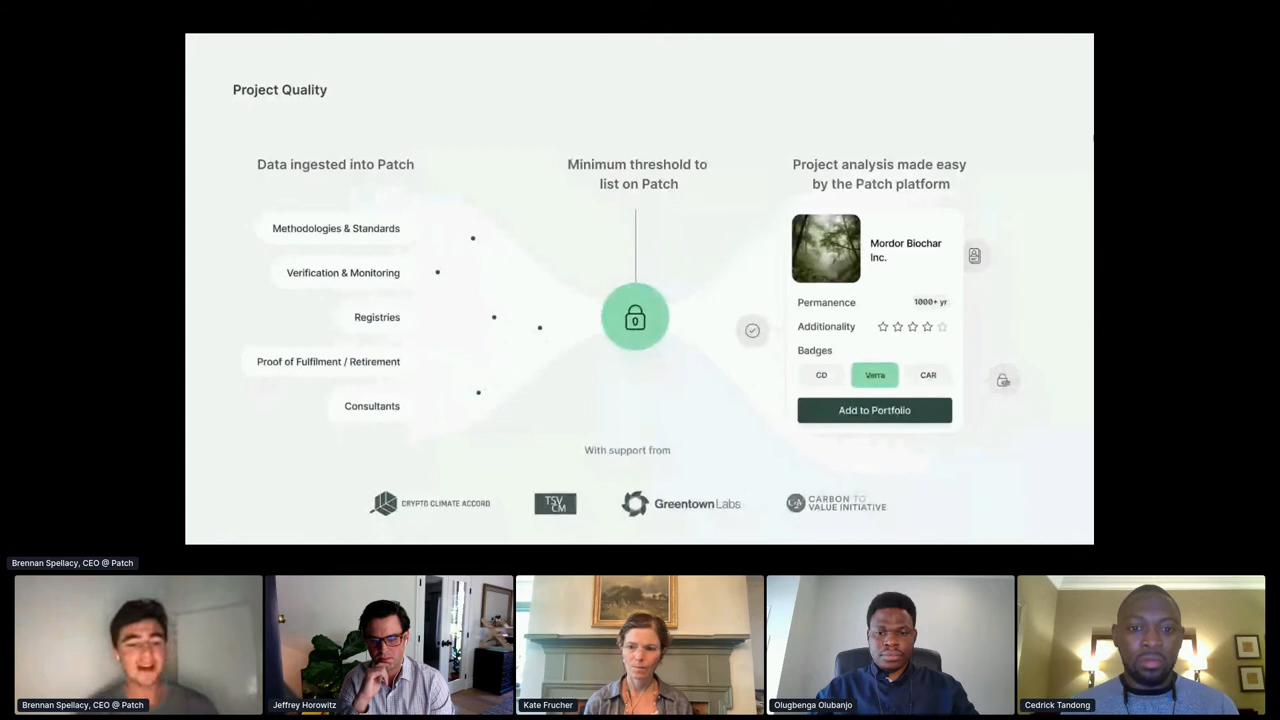 Project Quality
Data ingested into Patch
Minimum threshold to
list on Patch
Project analysis made easy
by the Patch platform
Methodologies & Standards
Verification & Monitoring
Registries
Proof of Fulfilment / Retirement
Consultants
Mordor Biochar
Inc.
Permanence 1000+ yr
Additionality
Badges
CD Verra CAR
Add to Portfolio
With support from
CRYPTO CLIMATE ACCORD
TSV
CM
Greentown Labs
CARBON TO
VALUE INITIATIVE
Brennan Spellacy, CEO @ Patch
Brennan Spellacy, CEO @ Patch
Jeffrey Horowitz
Kate Frucher
Olugbenga Olubanjo
Cedrick Tandong